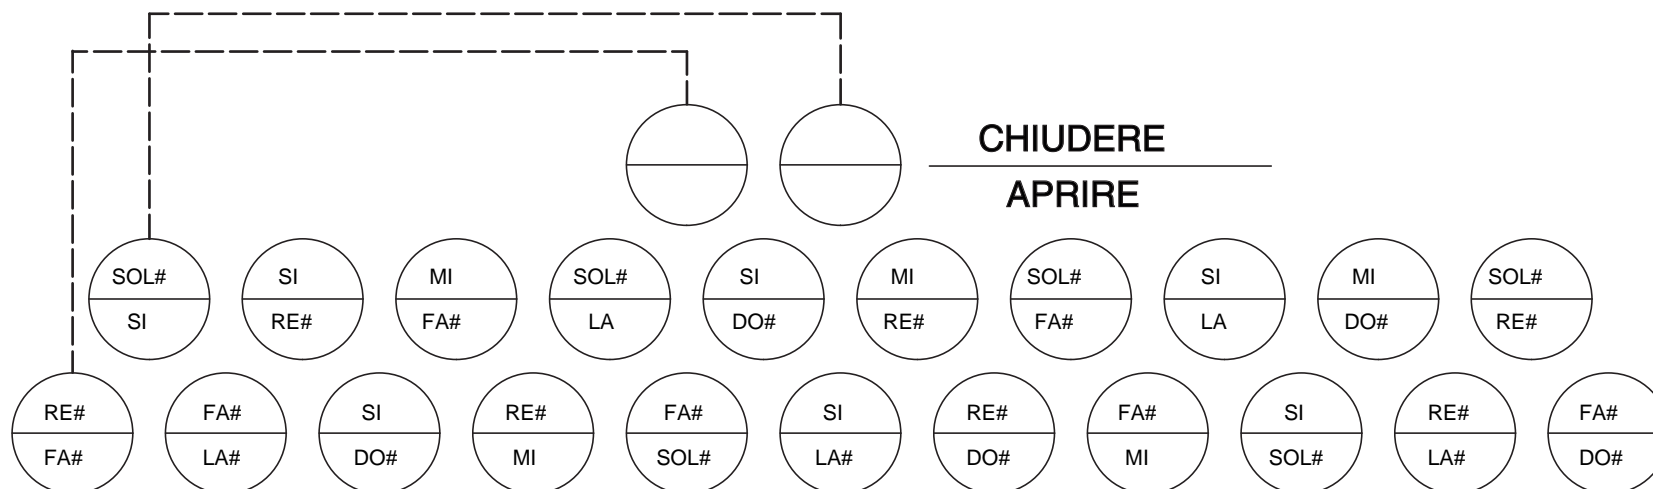 CHIUDERE
APRIRE
SOL# SI MI SOL# SI MI SOL# SI MI SOL#
SI RE# FA# LA DO# RE# FA# LA DO# RE#
RE# FA# SI RE# FA# SI RE# FA# SI RE# FA#
FA# LA# DO# MI SOL# LA# DO# MI SOL# LA# DO#